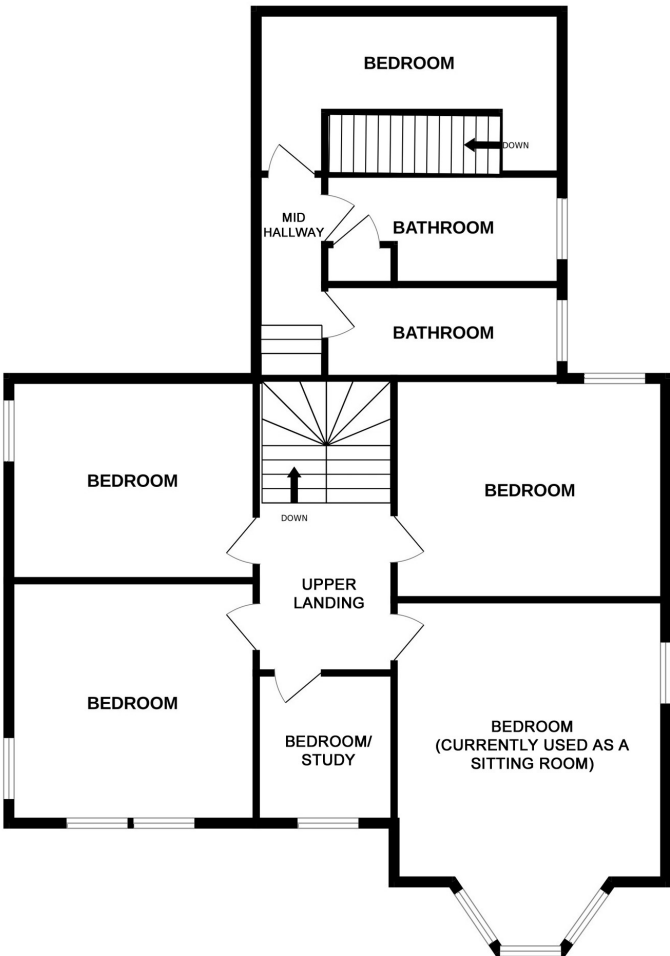 BEDROOM
DOWN
MID
HALLWAY
BATHROOM
BATHROOM
BEDROOM
BEDROOM
DOWN
UPPER
LANDING
BEDROOM
BEDROOM/
STUDY
BEDROOM
(CURRENTLY USED AS A
SITTING ROOM)